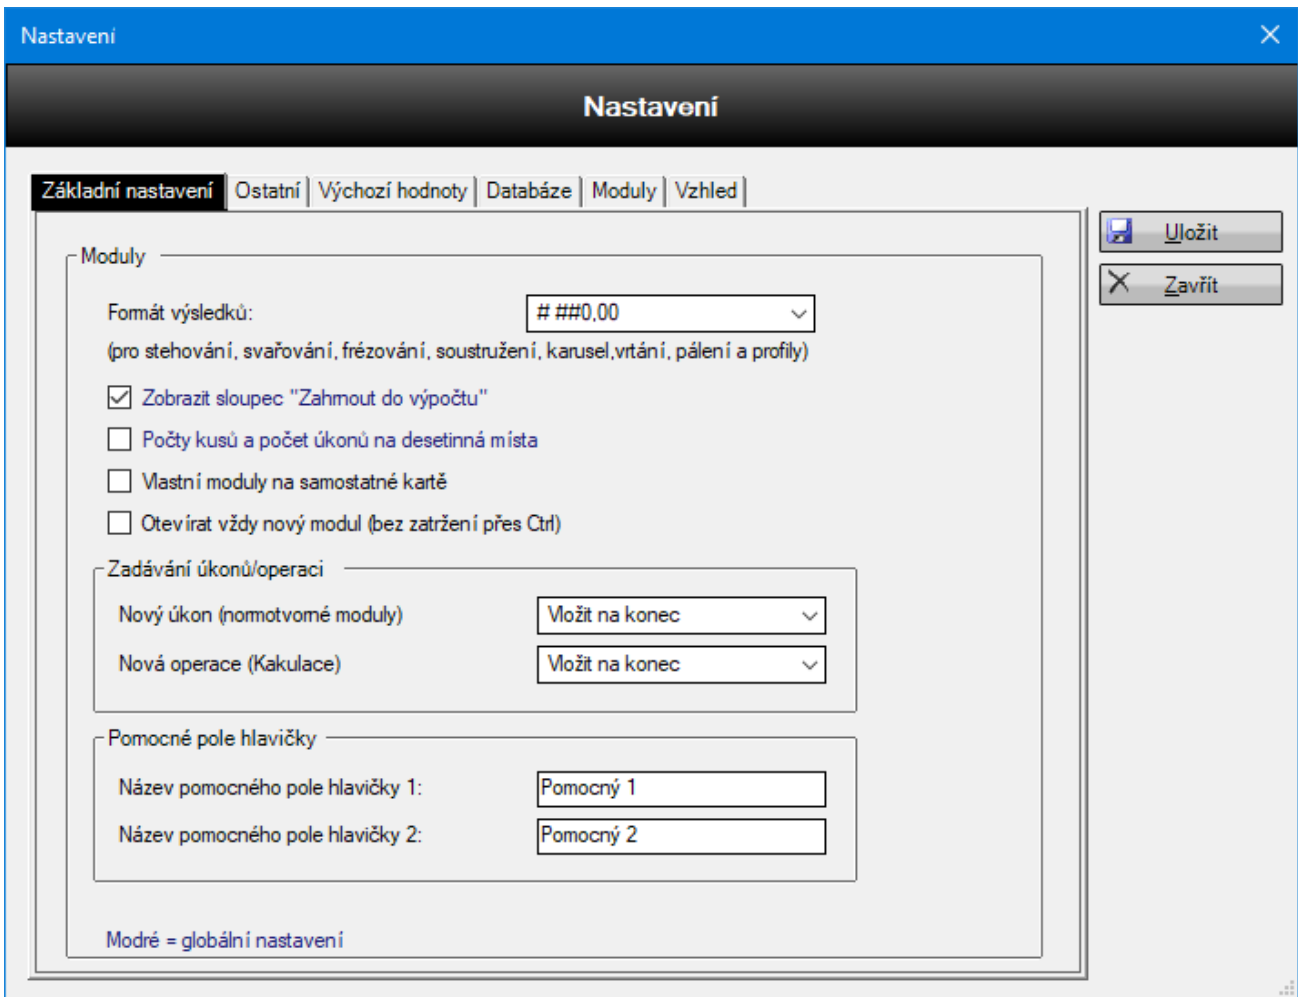 Nastavení
Nastavení
Základní nastavení Ostatní Výchozí hodnoty Databáze Moduly Vzhled
Uložit
Zavřít
Moduly
Formát výsledků: # ##0,00
(pro stehování, svařování, frézování, soustružení, karusel,vrtání, pálení a profily)
Zobrazit sloupec "Zahrnout do výpočtu"
Počty kusů a počet úkonů na desetinná místa
Vlastní moduly na samostatné kartě
Otevírat vždy nový modul (bez zatržení přes Ctrl)
Zadávání úkonů/operaci
Nový úkon (normotvorné moduly) Vložit na konec
Nová operace (Kakulace) Vložit na konec
Pomocné pole hlavičky
Název pomocného pole hlavičky 1: Pomocný 1
Název pomocného pole hlavičky 2: Pomocný 2
Modré = globální nastavení